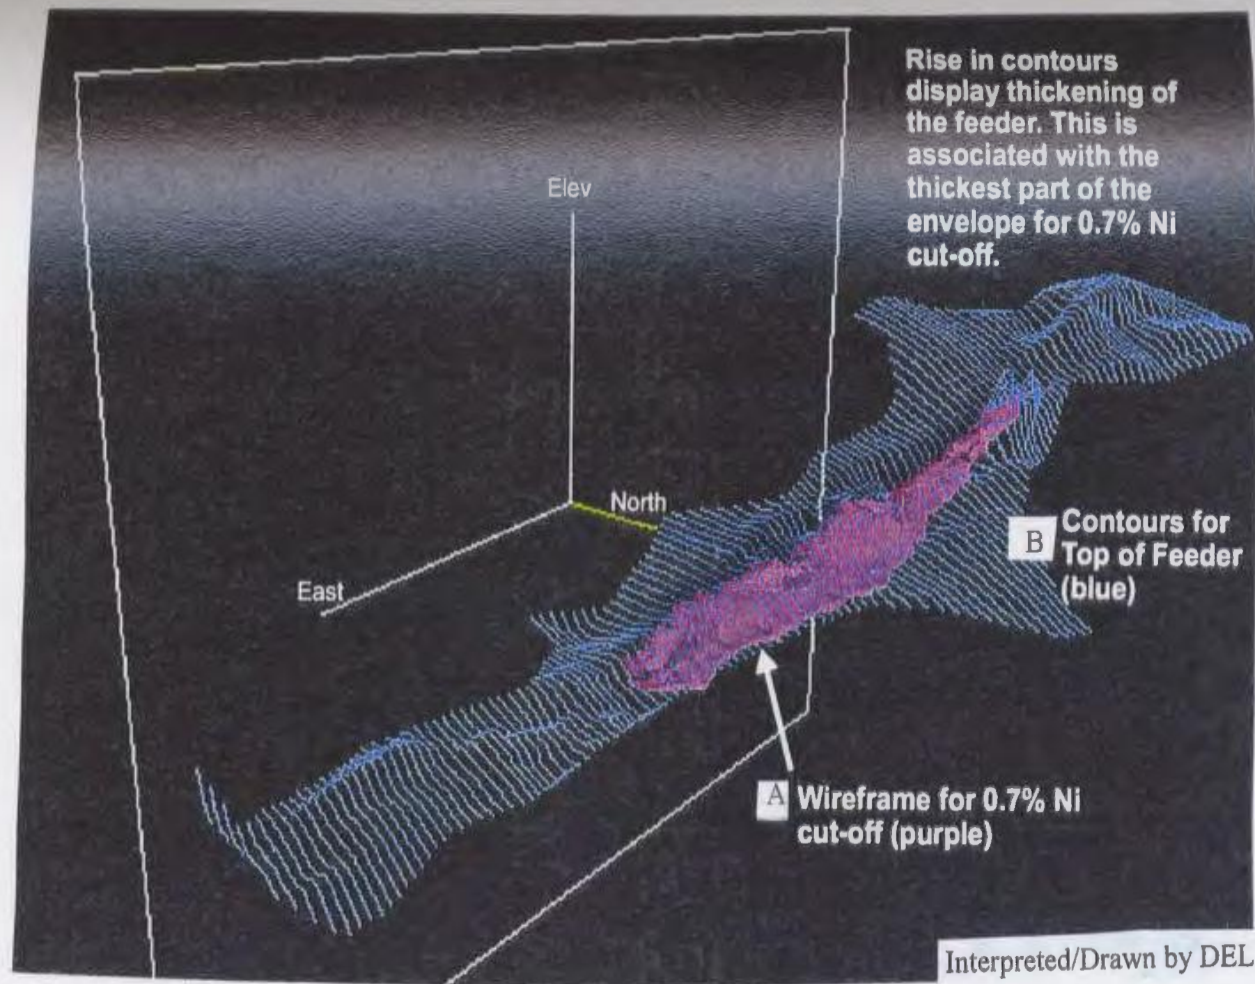 Rise in contours
display thickening of
the feeder. This is
associated with the
thickest part of the
envelope for 0.7% Ni
cut-off.
Elev
North
East
B Contours for
Top of Feeder
(blue)
A Wireframe for 0.7% Ni
cut-off (purple)
Interpreted/Drawn by DEL